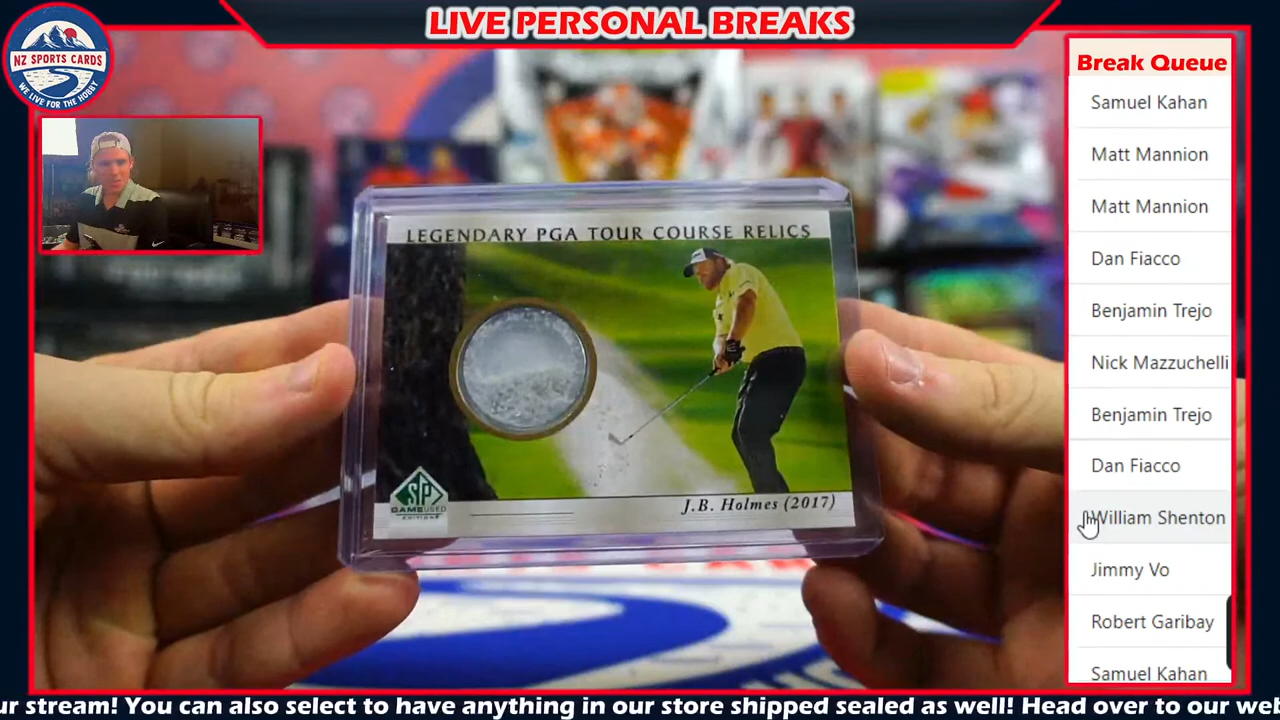 LIVE PERSONAL BREAKS
NZ SPORTS CARDS
WE LIVE FOR THE HOBBY
Break Queue
Samuel Kahan
Matt Mannion
Matt Mannion
Dan Fiacco
Benjamin Trejo
Nick Mazzuchelli
Benjamin Trejo
Dan Fiacco
William Shenton
Jimmy Vo
Robert Garibay
Samuel Kahan
LEGENDARY PGA TOUR COURSE RELICS
SP
GAME USED
EDITION
J.B. Holmes (2017)
ur stream! You can also select to have anything in our store shipped sealed as well! Head over to our web